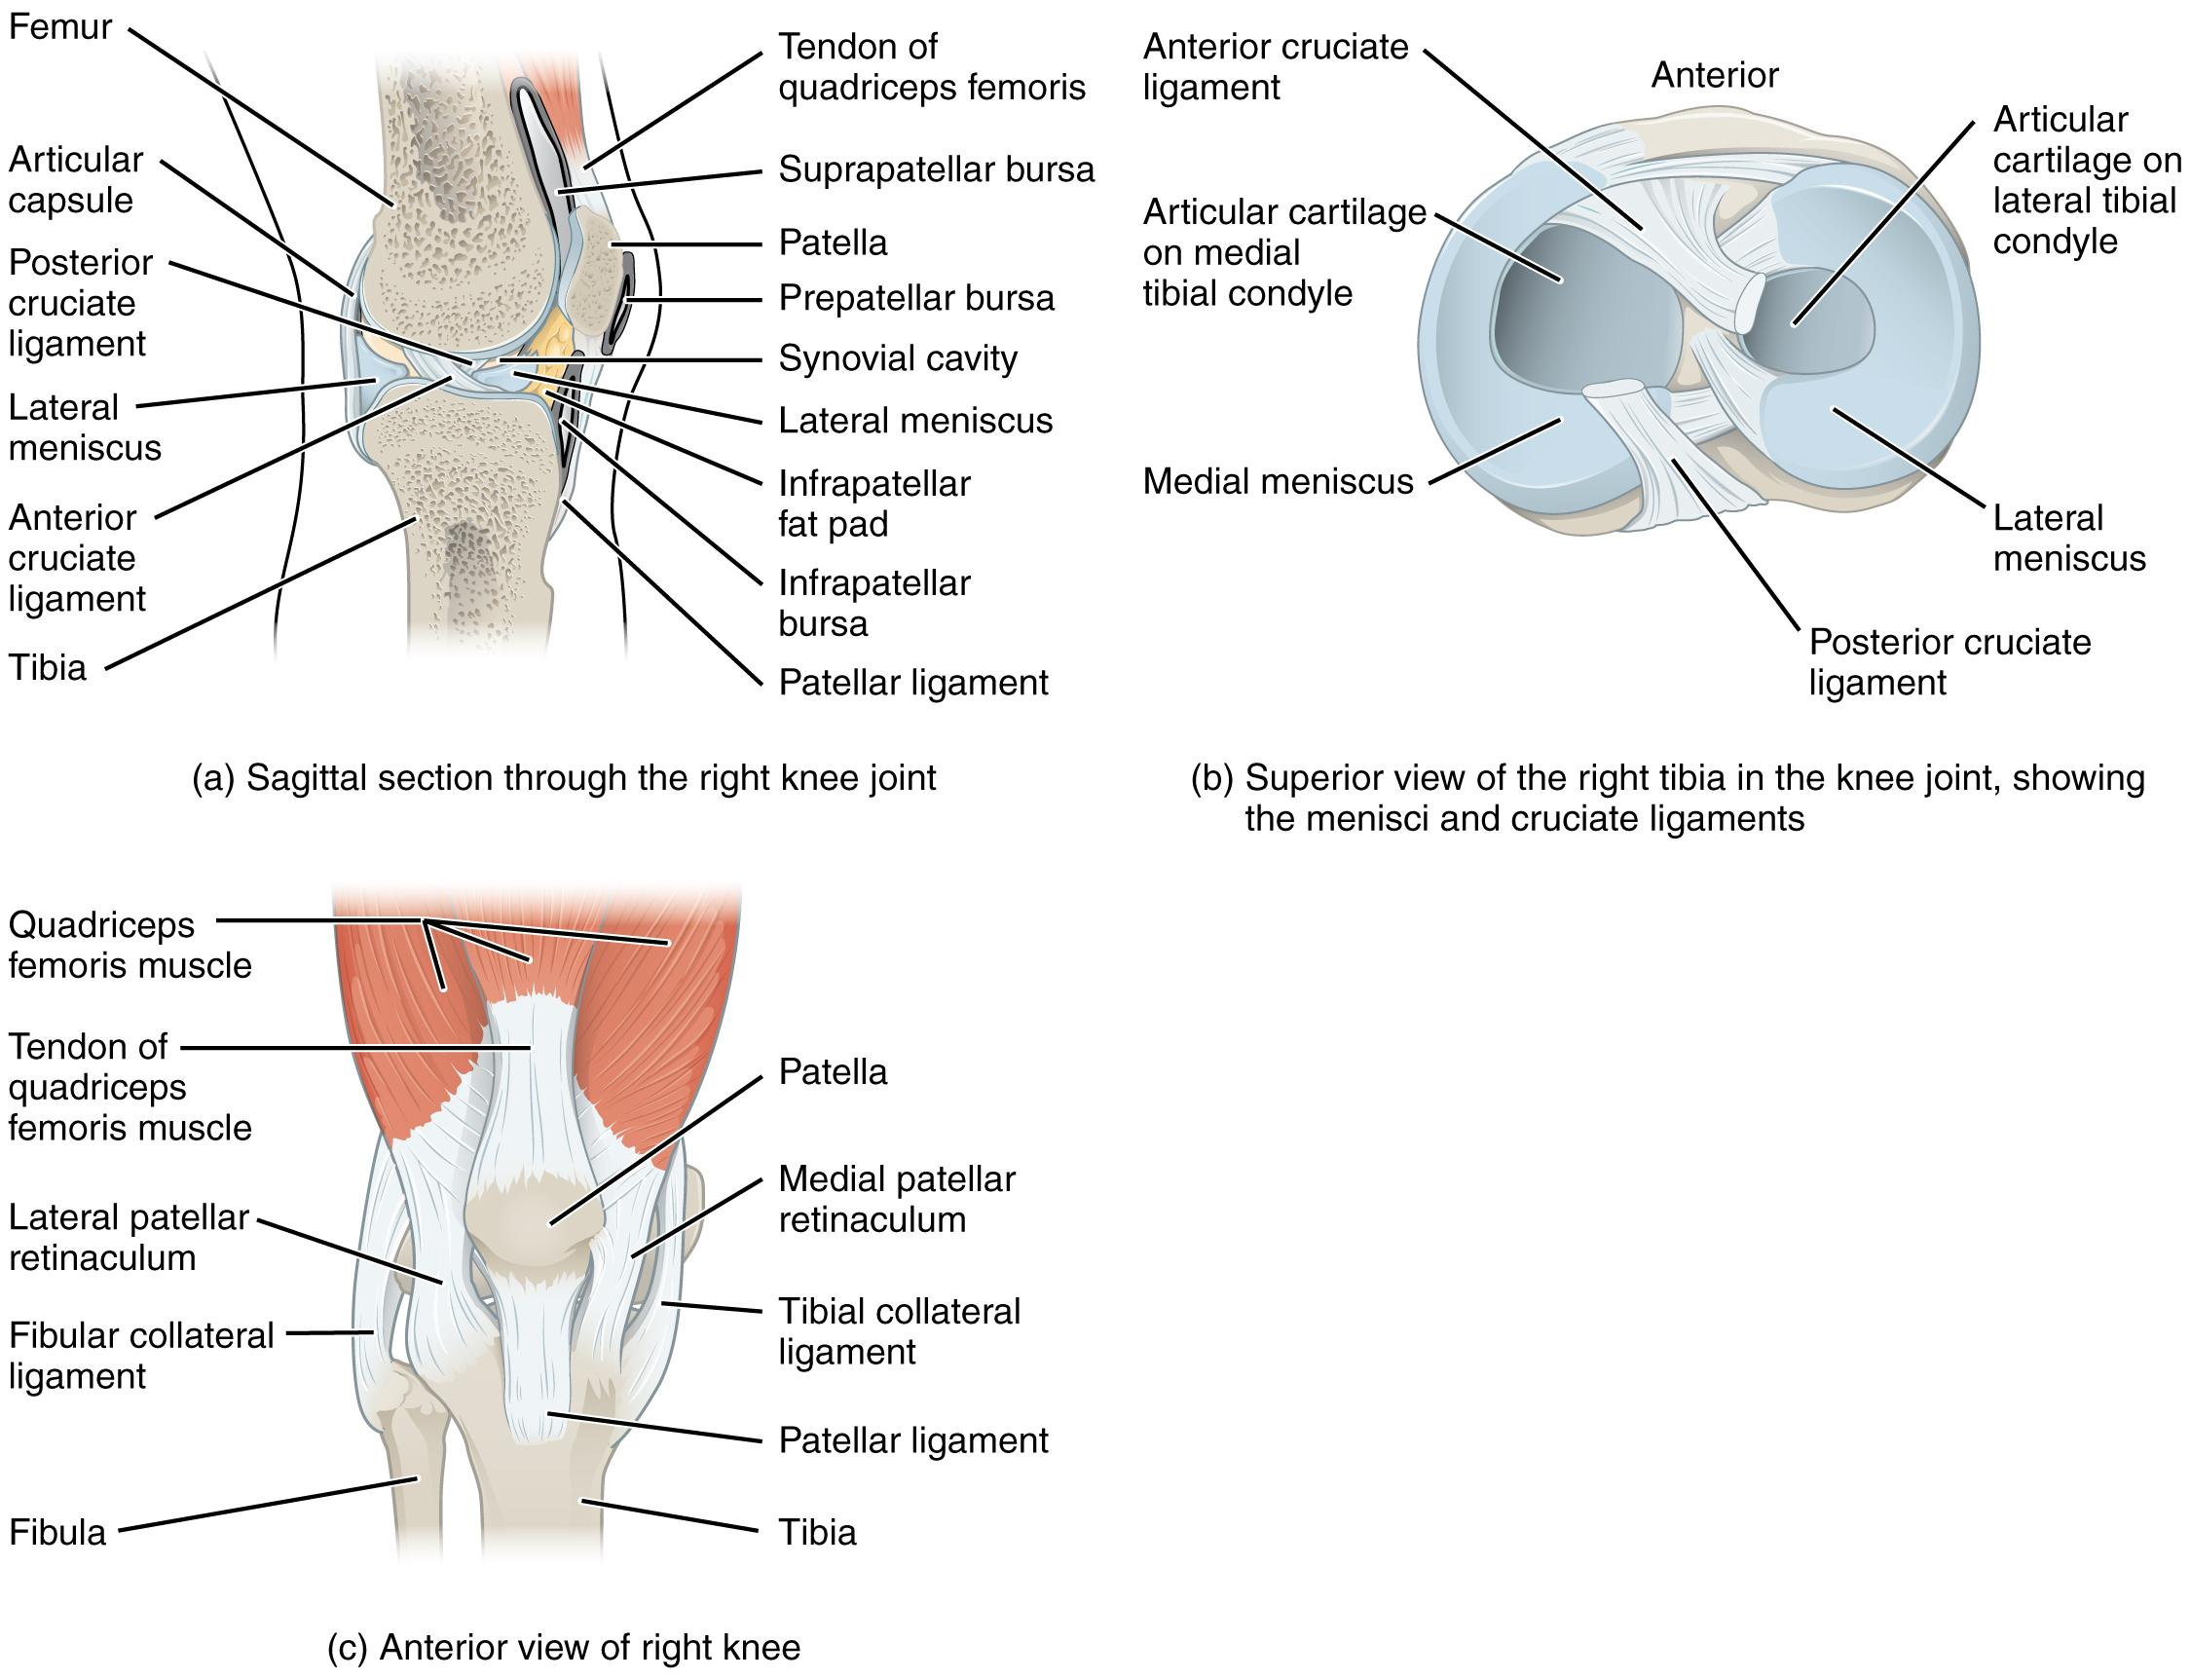 Femur
Articular
capsule
Posterior
cruciate
ligament
Lateral
meniscus
Anterior
cruciate
ligament
Tibia
Tendon of
quadriceps femoris
Suprapatellar bursa
Patella
Prepatellar bursa
Synovial cavity
Lateral meniscus
Infrapatellar
fat pad
Infrapatellar
bursa
Patellar ligament
(a) Sagittal section through the right knee joint
Anterior cruciate
ligament
Anterior
Articular cartilage
on medial
tibial condyle
Medial meniscus
Articular
cartilage on
lateral tibial
condyle
Lateral
meniscus
Posterior cruciate
ligament
(b) Superior view of the right tibia in the knee joint, showing
the menisci and cruciate ligaments
Quadriceps
femoris muscle
Tendon of
quadriceps
femoris muscle
Lateral patellar
retinaculum
Fibular collateral
ligament
Fibula
Patella
Medial patellar
retinaculum
Tibial collateral
ligament
Patellar ligament
Tibia
(c) Anterior view of right knee